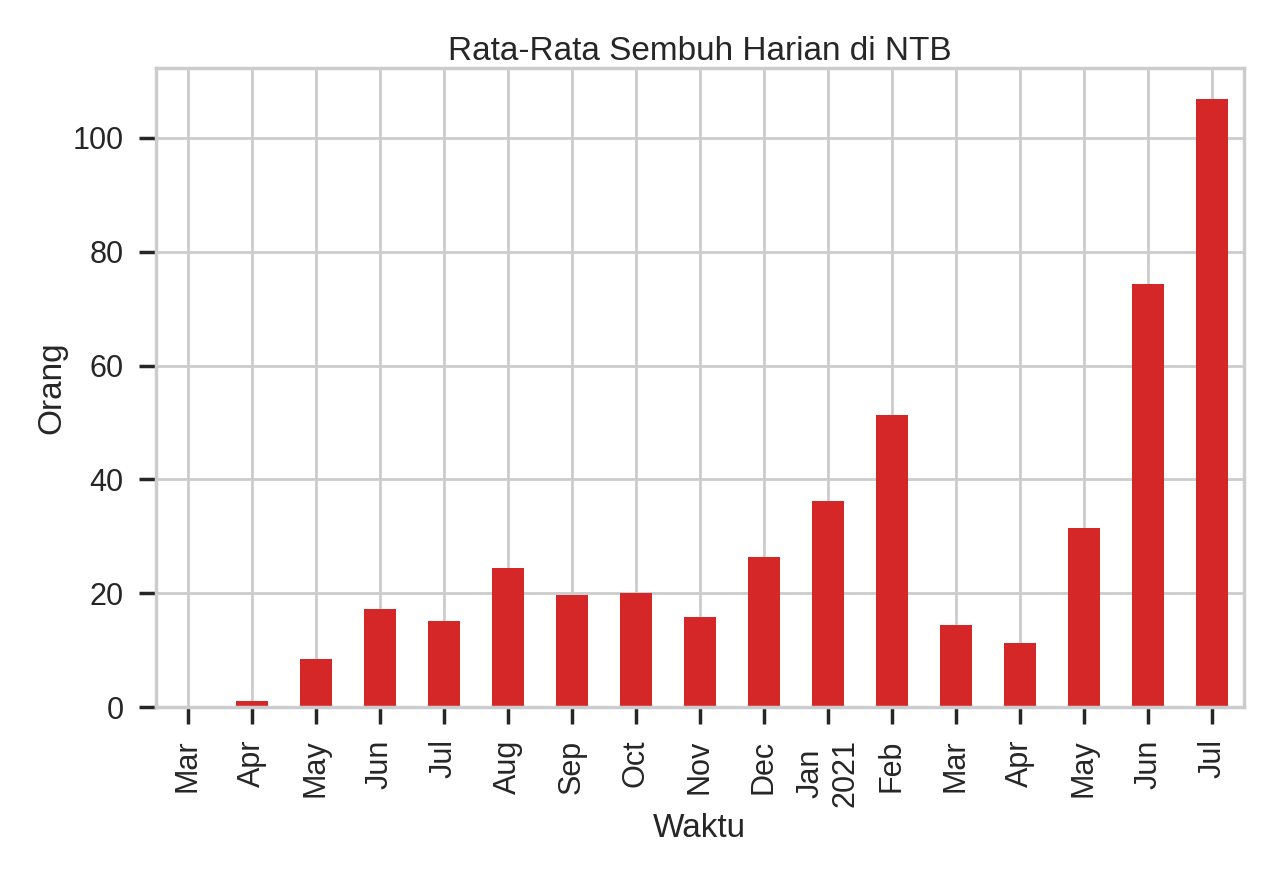 Rata-Rata Sembuh Harian di NTB
100
80
60
40
20
0
Orang
Mar
Apr
May
Jun
Jul
Aug
Sep
Oct
Nov
Dec
Jan
2021
Feb
Mar
Apr
May
Jun
Jul
Waktu